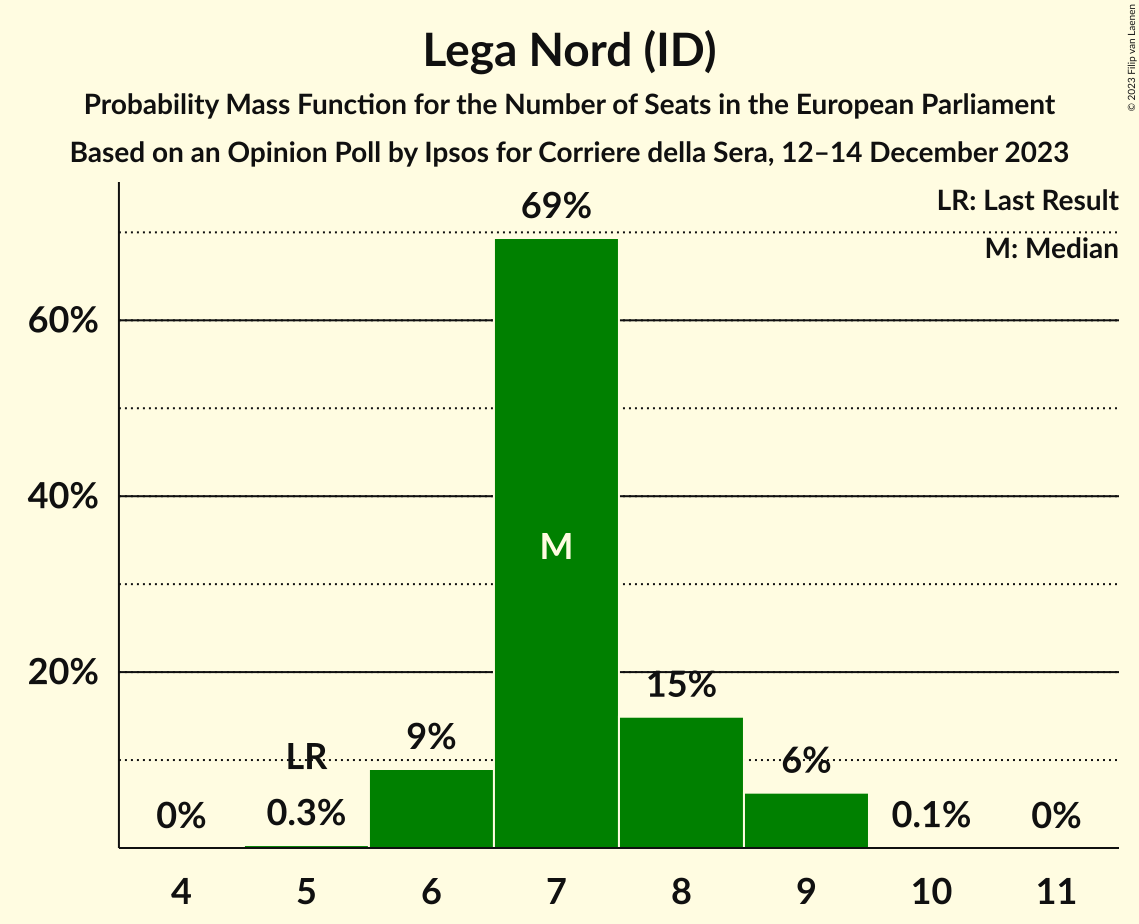 Lega Nord (ID)
Probability Mass Function for the Number of Seats in the European Parliament
Based on an Opinion Poll by Ipsos for Corriere della Sera, 12–14 December 2023
© 2023 Filip van Laenen
LR: Last Result
M: Median
69%
60%
40%
M
20%
15%
9%
LR
6%
0%
0.3%
0.1%
0%
4 5 6 7 8 9 10 11